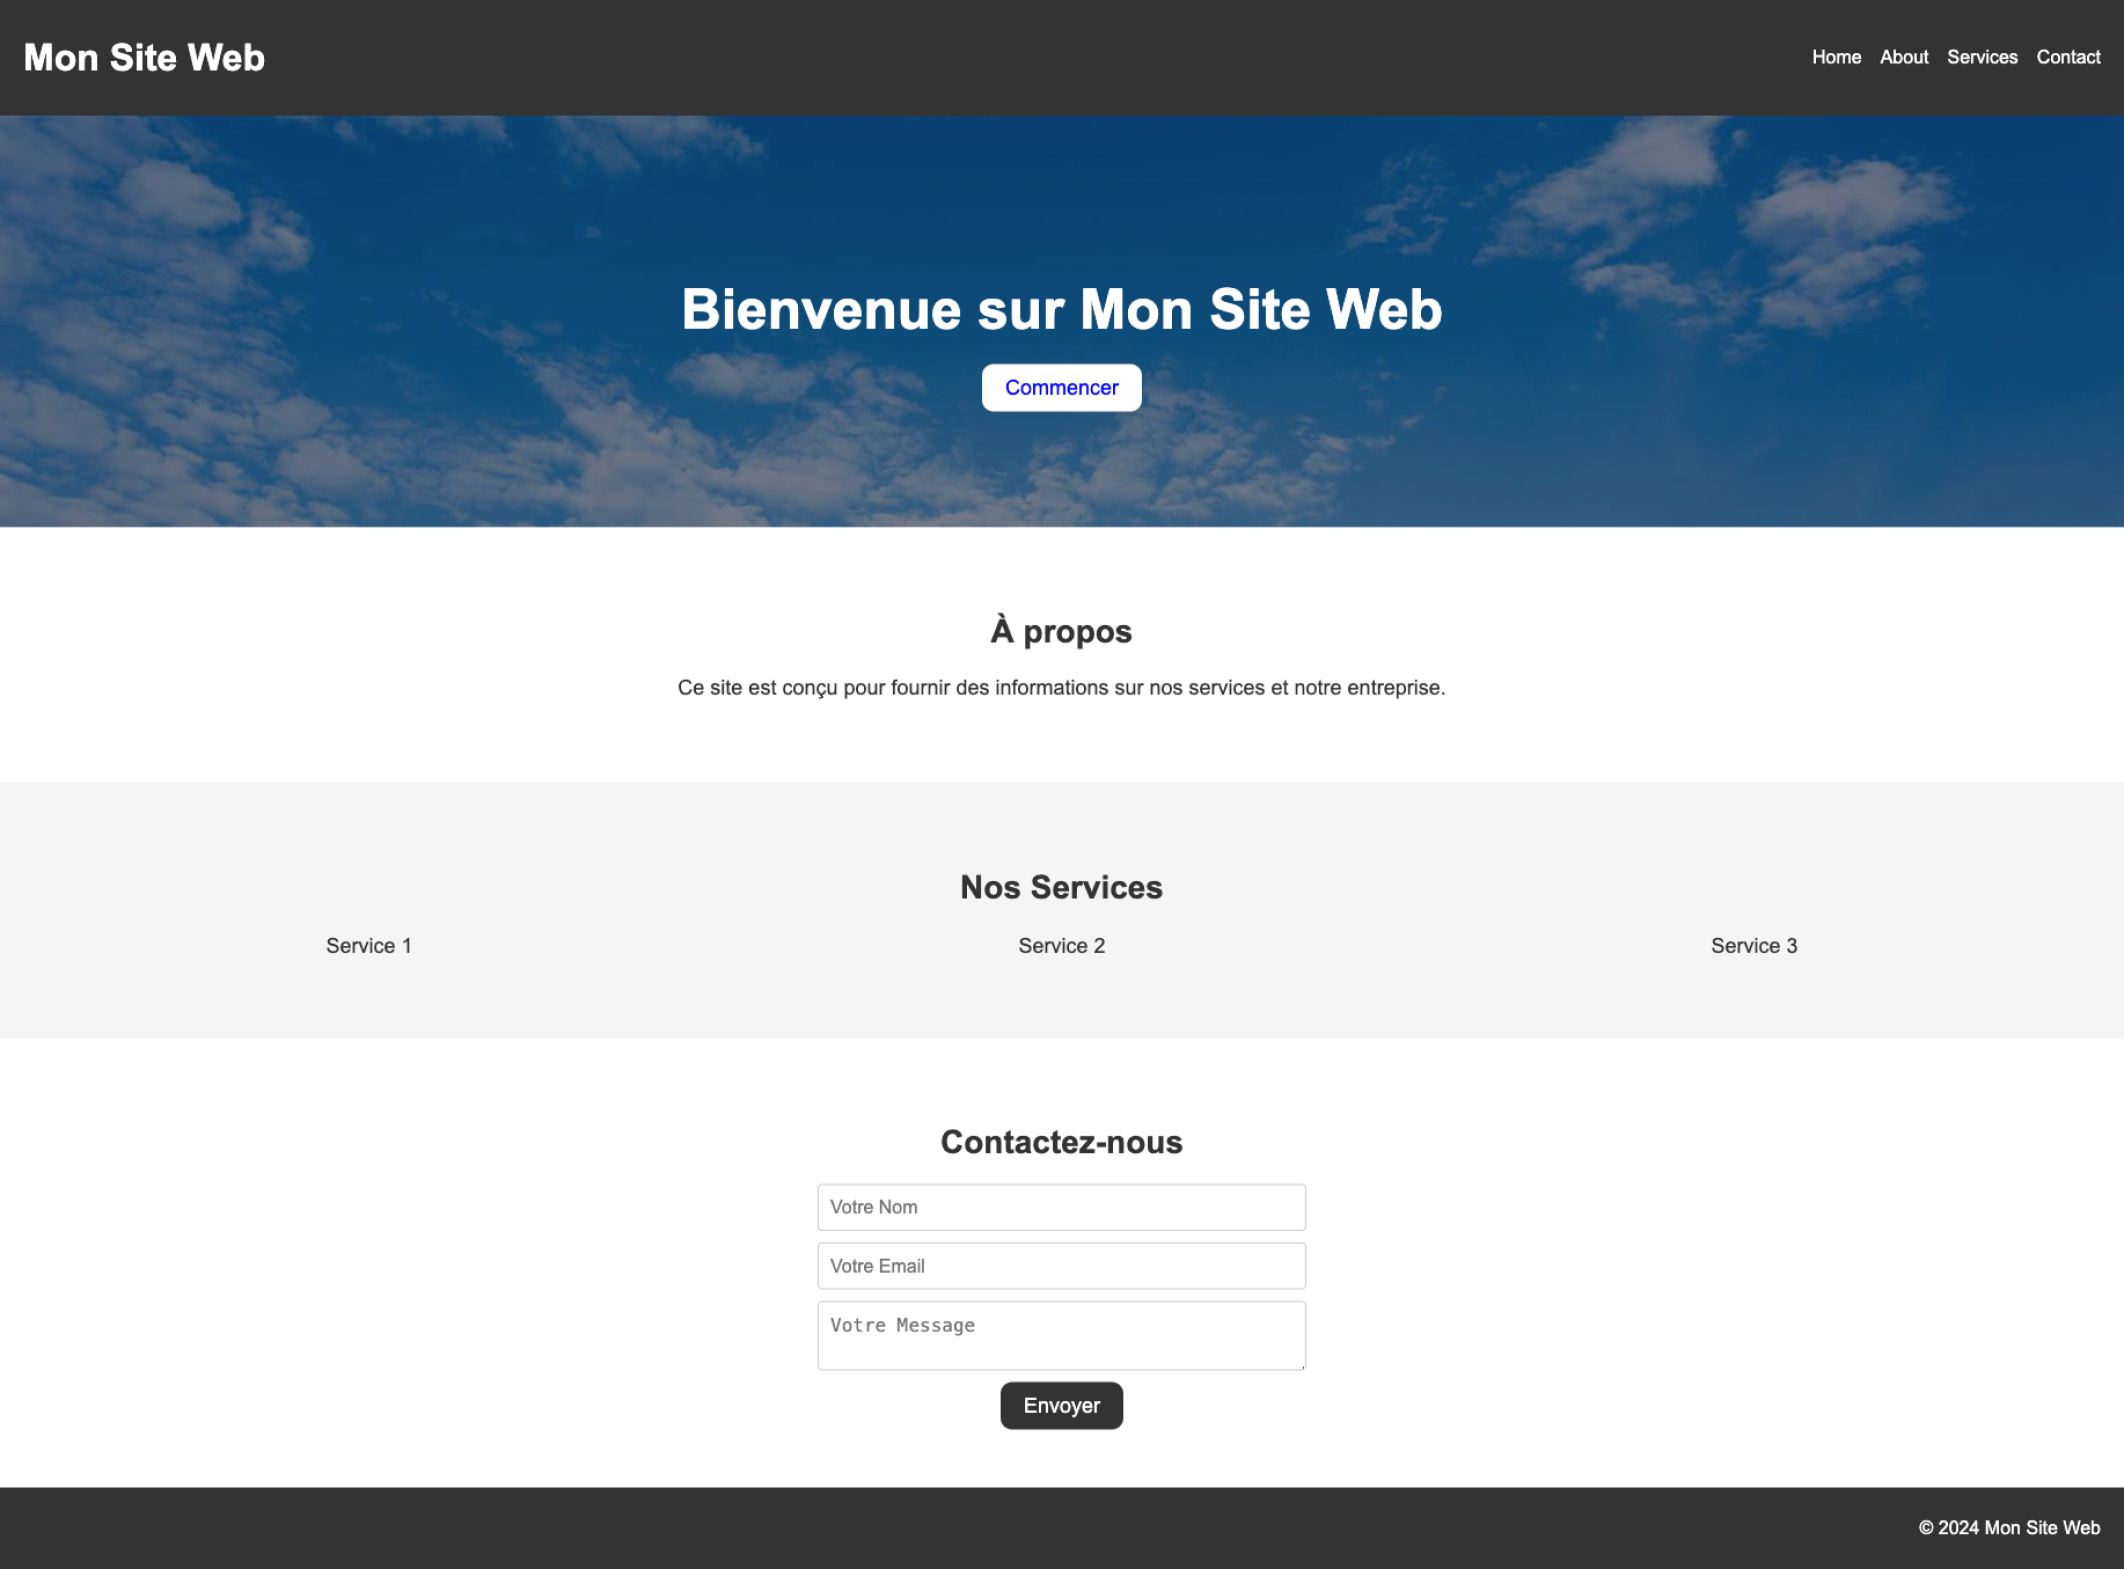 Mon Site Web
Home About Services Contact
Bienvenue sur Mon Site Web
Commencer
À propos
Ce site est conçu pour fournir des informations sur nos services et notre entreprise.
Nos Services
Service 1 Service 2 Service 3
Contactez-nous
Votre Nom
Votre Email
Votre Message
Envoyer
© 2024 Mon Site Web